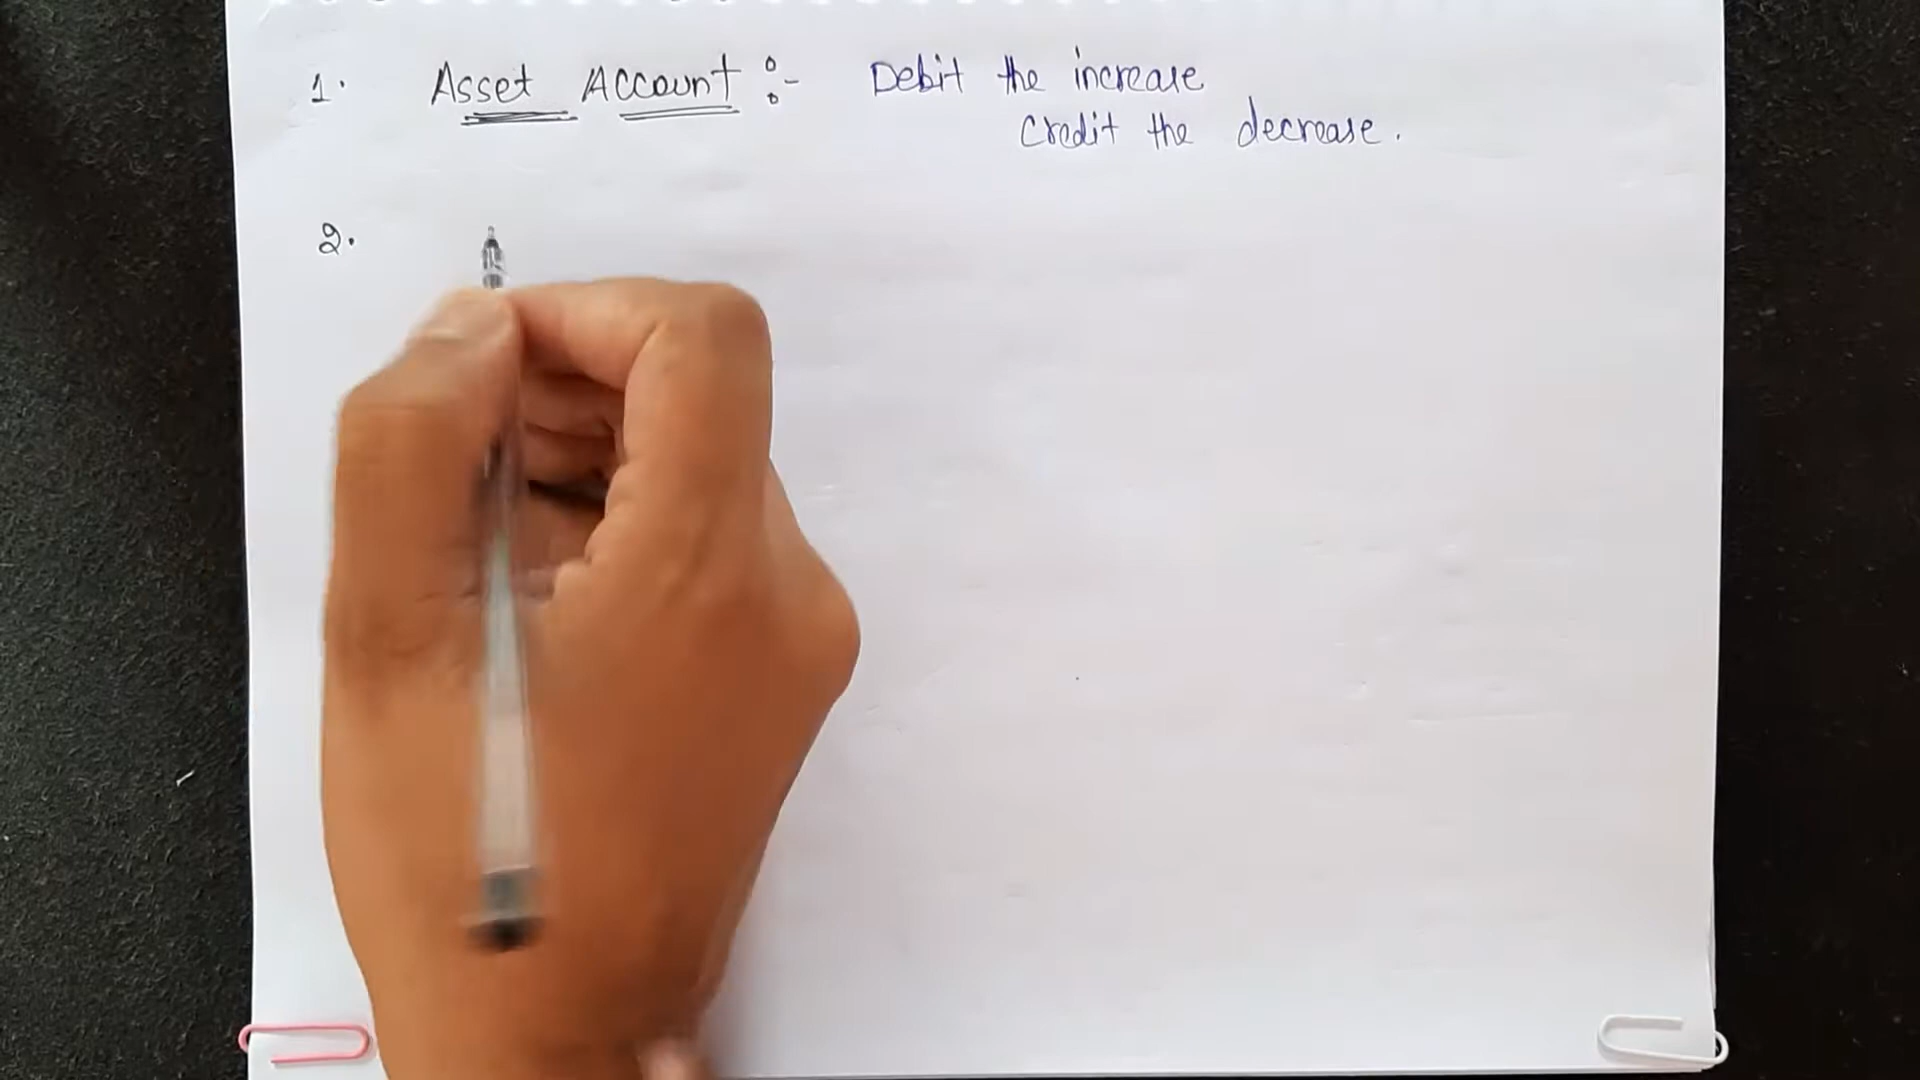 1. Asset Account :- Debit the increase
Credit the decrease.
2.